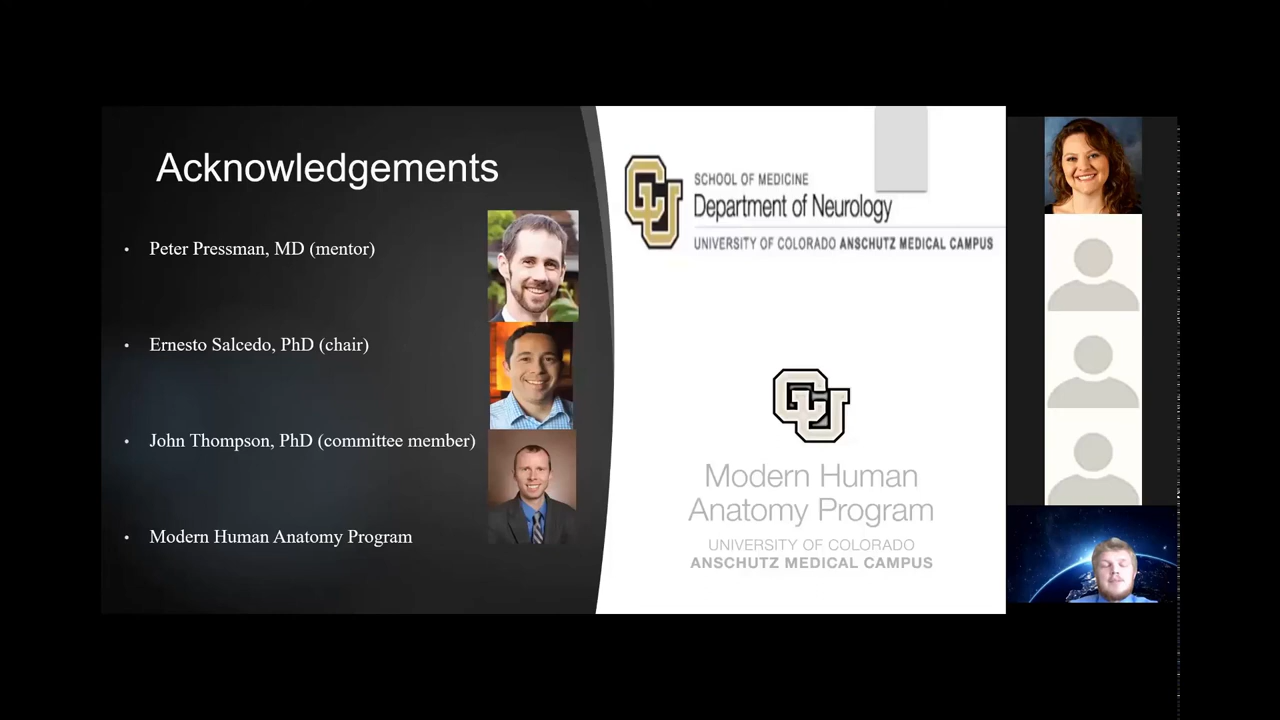 Acknowledgements
• Peter Pressman, MD (mentor)
• Ernesto Salcedo, PhD (chair)
• John Thompson, PhD (committee member)
• Modern Human Anatomy Program
CU
SCHOOL OF MEDICINE
Department of Neurology
UNIVERSITY OF COLORADO ANSCHUTZ MEDICAL CAMPUS
CU
Modern Human
Anatomy Program
UNIVERSITY OF COLORADO
ANSCHUTZ MEDICAL CAMPUS